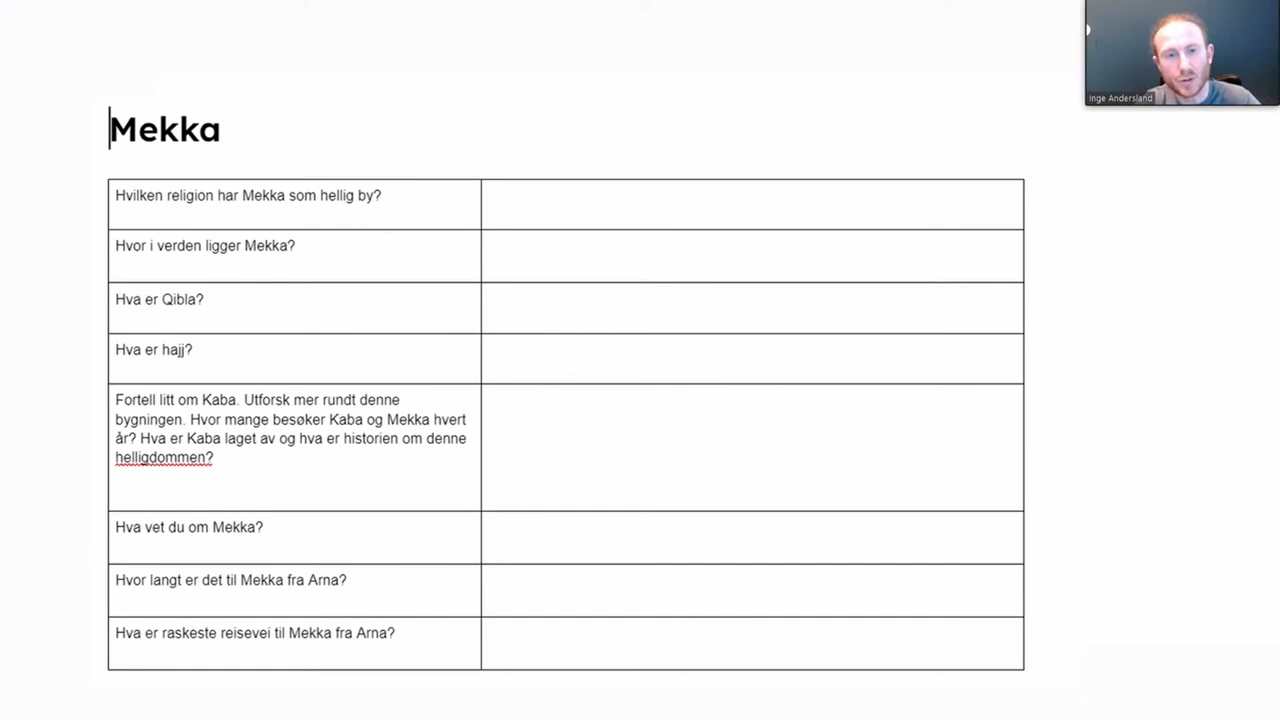 Mekka
Hvilken religion har Mekka som hellig by?
Hvor i verden ligger Mekka?
Hva er Qibla?
Hva er hajj?
Fortell litt om Kaba. Utforsk mer rundt denne
bygningen. Hvor mange besøker Kaba og Mekka hvert
år? Hva er Kaba laget av og hva er historien om denne
helligdommen?
Hva vet du om Mekka?
Hvor langt er det til Mekka fra Arna?
Hva er raskeste reisevei til Mekka fra Arna?
Inge Andersland